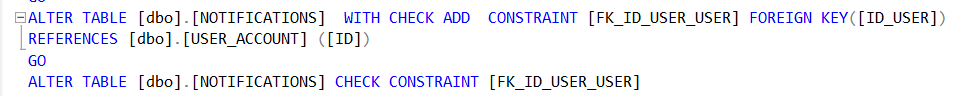 ALTER TABLE [dbo].[NOTIFICATIONS]  WITH CHECK ADD  CONSTRAINT [FK_ID_USER_USER] FOREIGN KEY([ID_USER])
REFERENCES [dbo].[USER_ACCOUNT] ([ID])
GO
ALTER TABLE [dbo].[NOTIFICATIONS] CHECK CONSTRAINT [FK_ID_USER_USER]